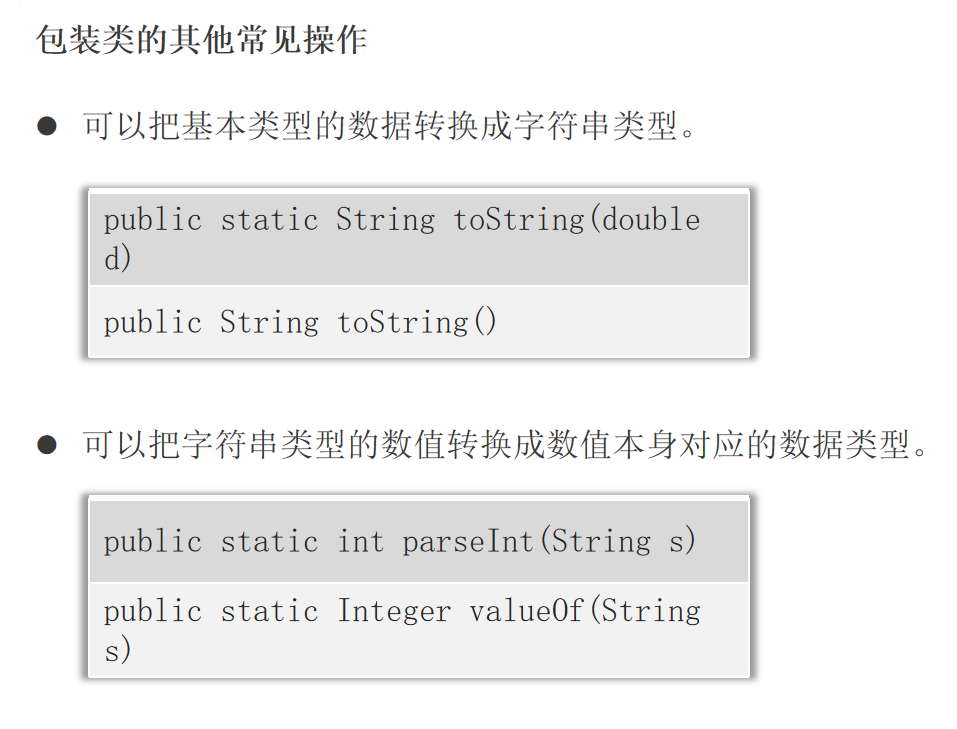 包装类的其他常见操作
● 可以把基本类型的数据转换成字符串类型。
public static String toString(double
d)
public String toString()
● 可以把字符串类型的数值转换成数值本身对应的数据类型。
public static int parseInt(String s)
public static Integer valueOf(String
s)